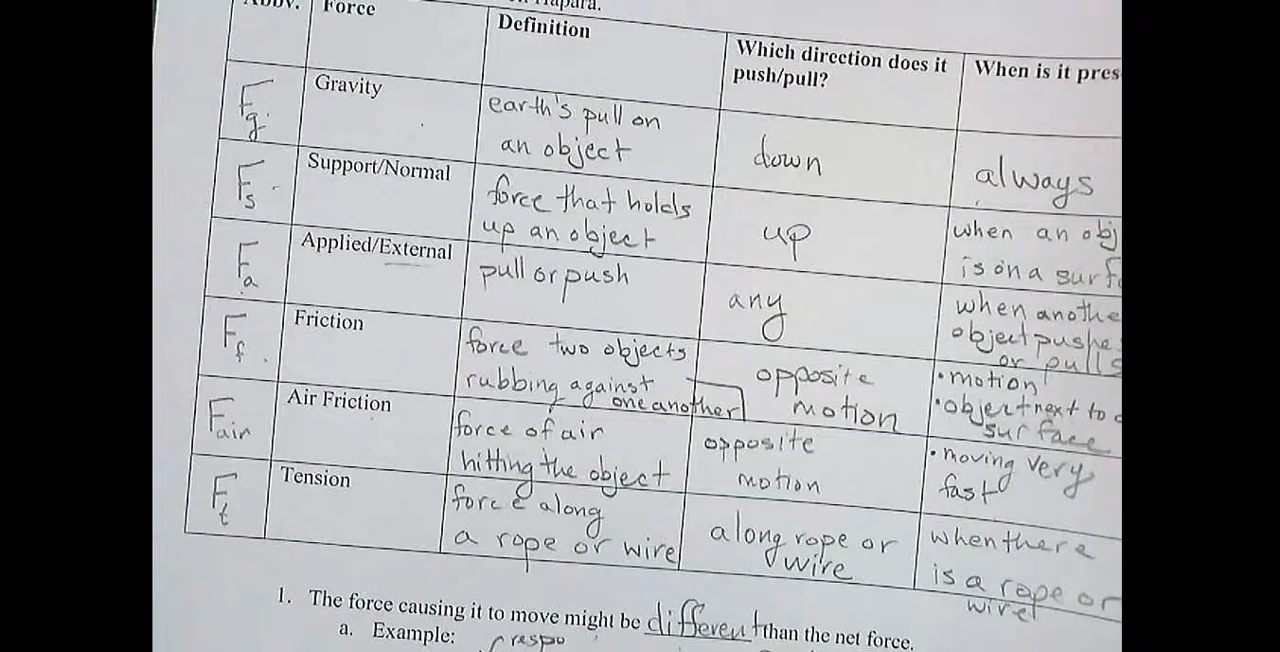 Abbv. Force Definition Which direction does it push/pull? When is it pres
Fg Gravity earth's pull on an object down always
Fs Support/Normal force that holds up an object up when an obj is on a surf
Fa Applied/External pull or push any when anothe object pushe or pulls
Ff Friction force two objects rubbing against one another opposite motion • motion • object next to a surface
Fair Air Friction force of air hitting the object opposite motion • moving very fast
Ft Tension force along a rope or wire along rope or wire when there is a rope or wire
1. The force causing it to move might be different than the net force.
a. Example: